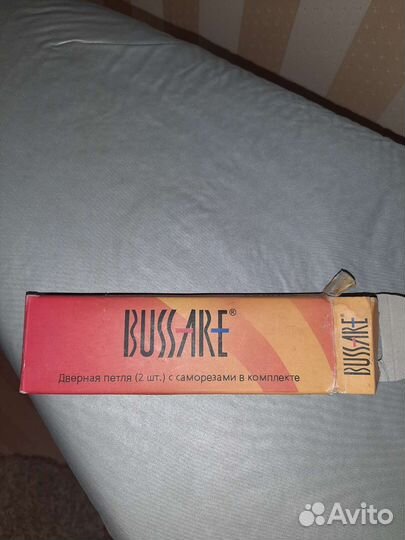 BUSSARE®
Дверная петля (2 шт.) с саморезами в комплекте
BUSSARE
Avito